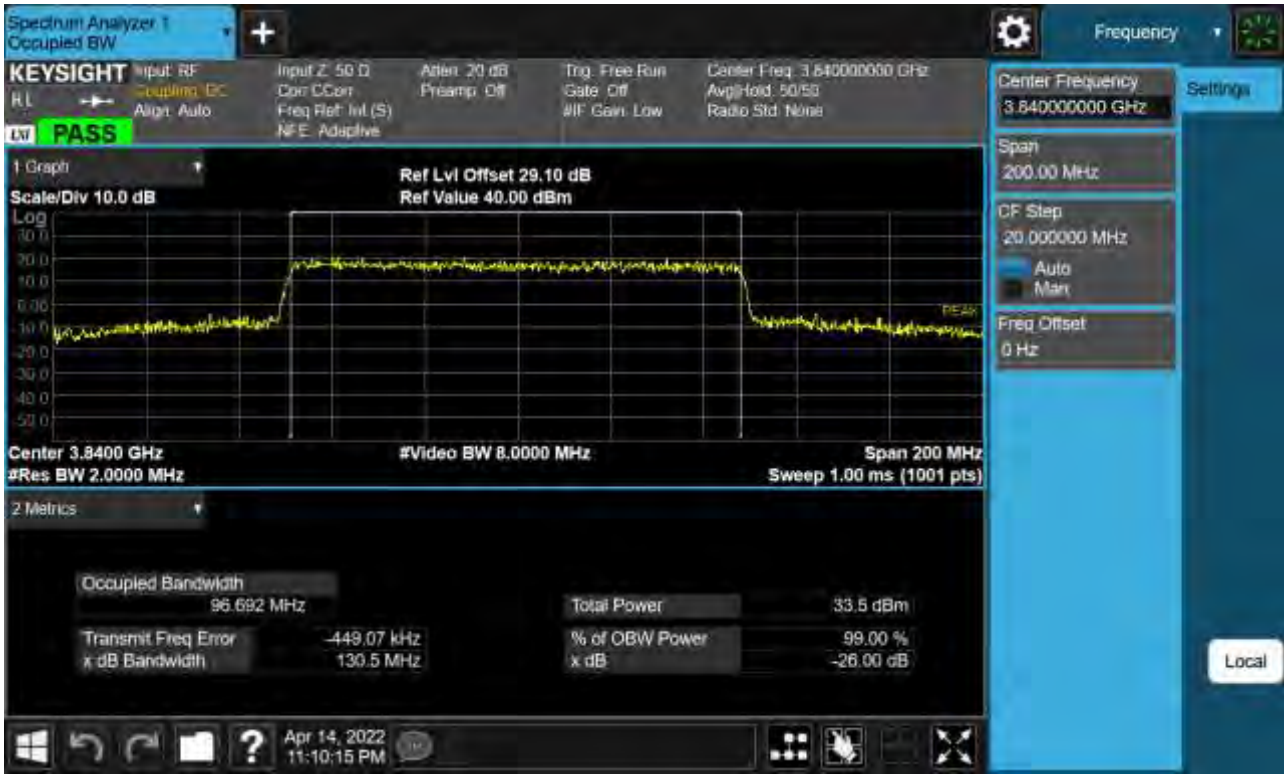 Spectrum Analyzer 1
Occupied BW
+
Frequency
KEYSIGHT
Input: RF
Coupling: DC
Align: Auto
Input Z: 50 Ω
Corr CCorr
Freq Ref: Int (S)
NFE: Adaptive
Atten: 20 dB
Preamp: Off
Trig: Free Run
Gate: Off
#IF Gain: Low
Center Freq: 3.840000000 GHz
Avg|Hold: 50/50
Radio Std: None
PASS
Center Frequency
3.840000000 GHz
Settings
Span
200.00 MHz
CF Step
20.000000 MHz
Auto
Man
Freq Offset
0 Hz
Local
1 Graph
Scale/Div 10.0 dB
Ref Lvl Offset 29.10 dB
Ref Value 40.00 dBm
Log
30.0
20.0
10.0
0.00
-10.0
-20.0
-30.0
-40.0
-50.0
PEAK
Center 3.8400 GHz
#Video BW 8.0000 MHz
Span 200 MHz
#Res BW 2.0000 MHz
Sweep 1.00 ms (1001 pts)
2 Metrics
Occupied Bandwidth
96.692 MHz
Total Power
33.5 dBm
Transmit Freq Error
-449.07 kHz
% of OBW Power
99.00 %
x dB Bandwidth
130.5 MHz
x dB
-26.00 dB
?
Apr 14, 2022
11:10:15 PM